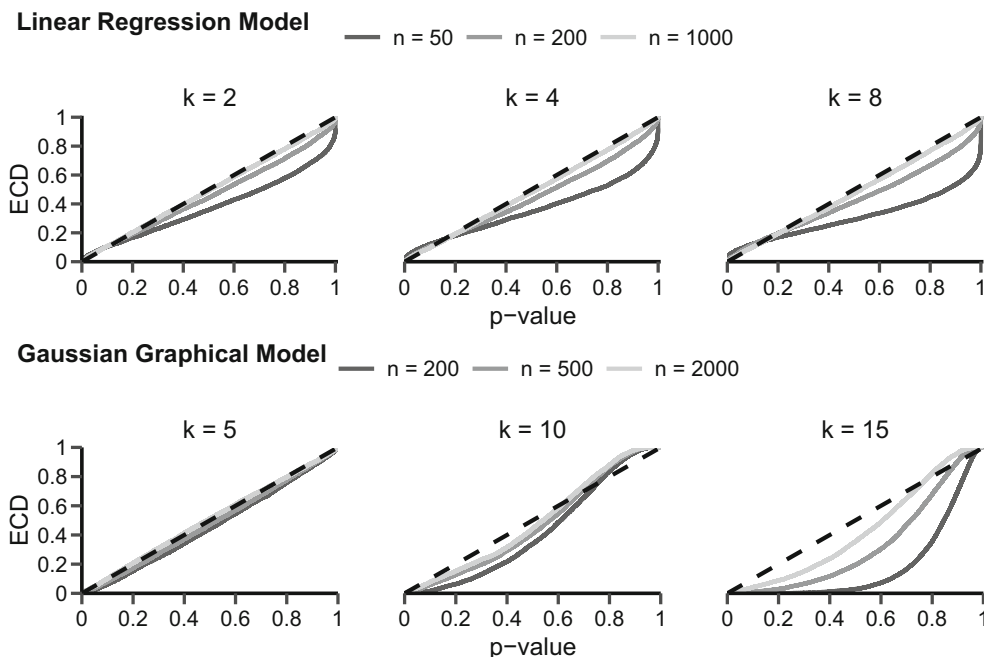 Linear Regression Model
n = 50 n = 200 n = 1000
k = 2 k = 4 k = 8
ECD
1
0.8
0.6
0.4
0.2
0
0 0.2 0.4 0.6 0.8 1 0 0.2 0.4 0.6 0.8 1 0 0.2 0.4 0.6 0.8 1
p−value
Gaussian Graphical Model
n = 200 n = 500 n = 2000
k = 5 k = 10 k = 15
ECD
1
0.8
0.6
0.4
0.2
0
0 0.2 0.4 0.6 0.8 1 0 0.2 0.4 0.6 0.8 1 0 0.2 0.4 0.6 0.8 1
p−value